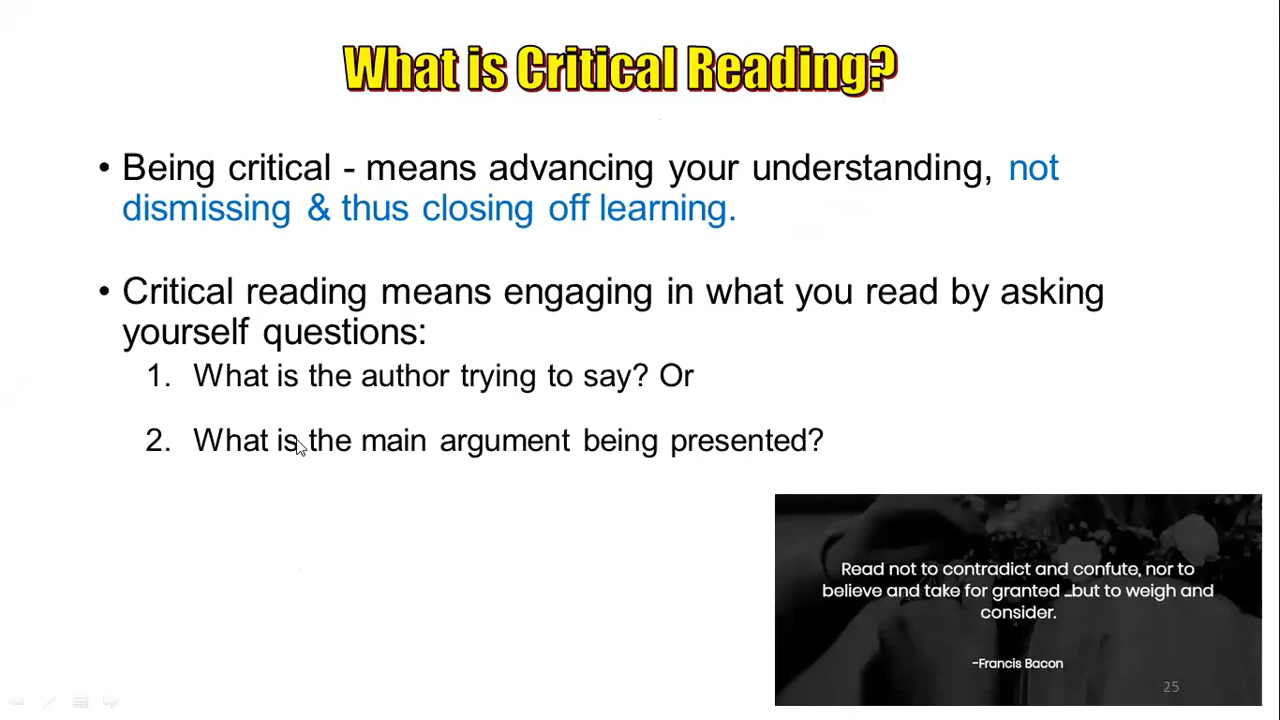 What is Critical Reading?
• Being critical - means advancing your understanding, not
dismissing & thus closing off learning.
• Critical reading means engaging in what you read by asking
yourself questions:
1. What is the author trying to say? Or
2. What is the main argument being presented?
Read not to contradict and confute, nor to
believe and take for granted ...but to weigh and
consider.
-Francis Bacon
25